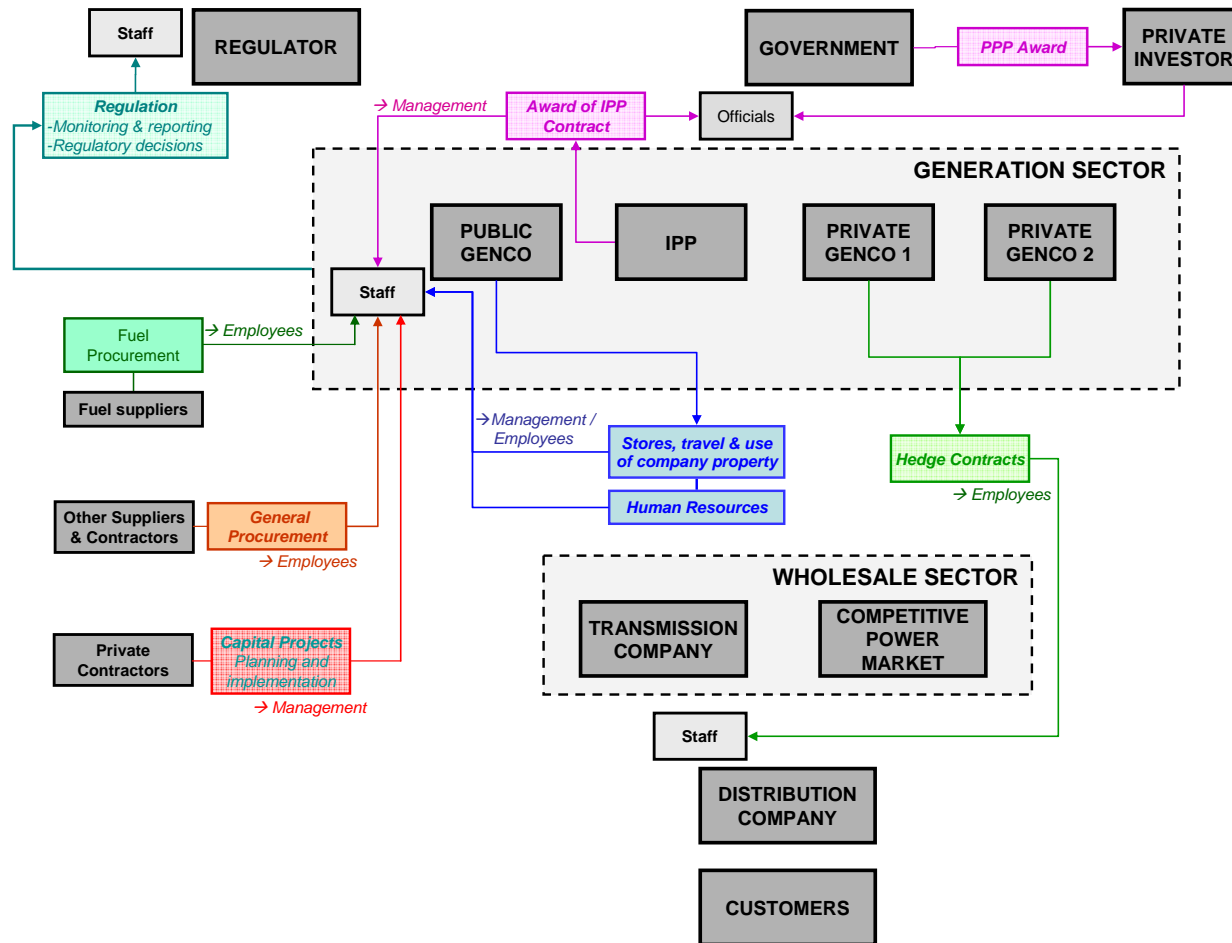 Staff
REGULATOR
GOVERNMENT
PPP Award
PRIVATE
INVESTOR
Regulation
-Monitoring & reporting
-Regulatory decisions
→ Management
Award of IPP
Contract
Officials
GENERATION SECTOR
PUBLIC
GENCO
IPP
PRIVATE
GENCO 1
PRIVATE
GENCO 2
Staff
Fuel
Procurement
→ Employees
Fuel suppliers
→Management /
Employees
Stores, travel & use
of company property
Human Resources
Hedge Contracts
→ Employees
Other Suppliers
& Contractors
General
Procurement
→ Employees
WHOLESALE SECTOR
TRANSMISSION
COMPANY
COMPETITIVE
POWER
MARKET
Private
Contractors
Capital Projects
Planning and
implementation
→ Management
Staff
DISTRIBUTION
COMPANY
CUSTOMERS